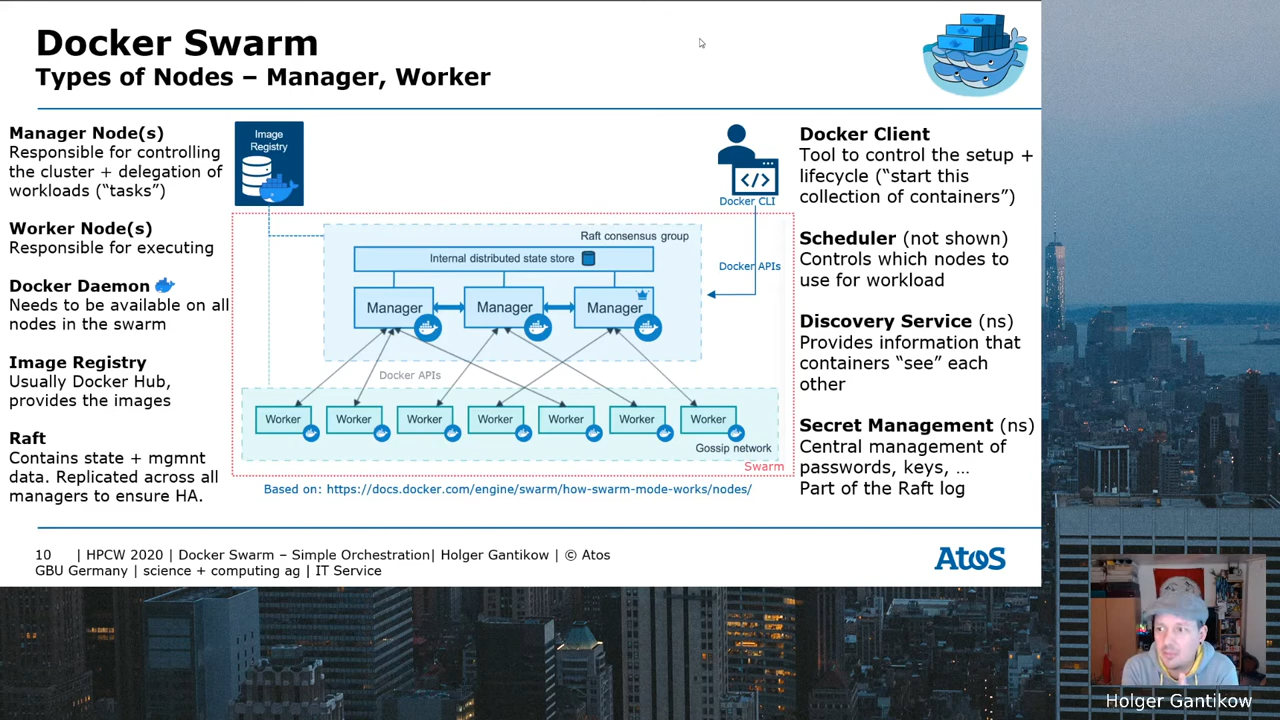 Docker Swarm
Types of Nodes – Manager, Worker
Manager Node(s)
Responsible for controlling
the cluster + delegation of
workloads (“tasks”)
Worker Node(s)
Responsible for executing
Docker Daemon
Needs to be available on all
nodes in the swarm
Image Registry
Usually Docker Hub,
provides the images
Raft
Contains state + mgmnt
data. Replicated across all
managers to ensure HA.
Image
Registry
Docker CLI
Raft consensus group
Internal distributed state store
Docker APIs
Manager
Manager
Manager
Docker APIs
Worker
Worker
Worker
Worker
Worker
Worker
Worker
Gossip network
Swarm
Based on: https://docs.docker.com/engine/swarm/how-swarm-mode-works/nodes/
Docker Client
Tool to control the setup +
lifecycle (“start this
collection of containers”)
Scheduler (not shown)
Controls which nodes to
use for workload
Discovery Service (ns)
Provides information that
containers “see” each
other
Secret Management (ns)
Central management of
passwords, keys, …
Part of the Raft log
10 | HPCW 2020 | Docker Swarm – Simple Orchestration| Holger Gantikow | © Atos
GBU Germany | science + computing ag | IT Service
Atos
Holger Gantikow